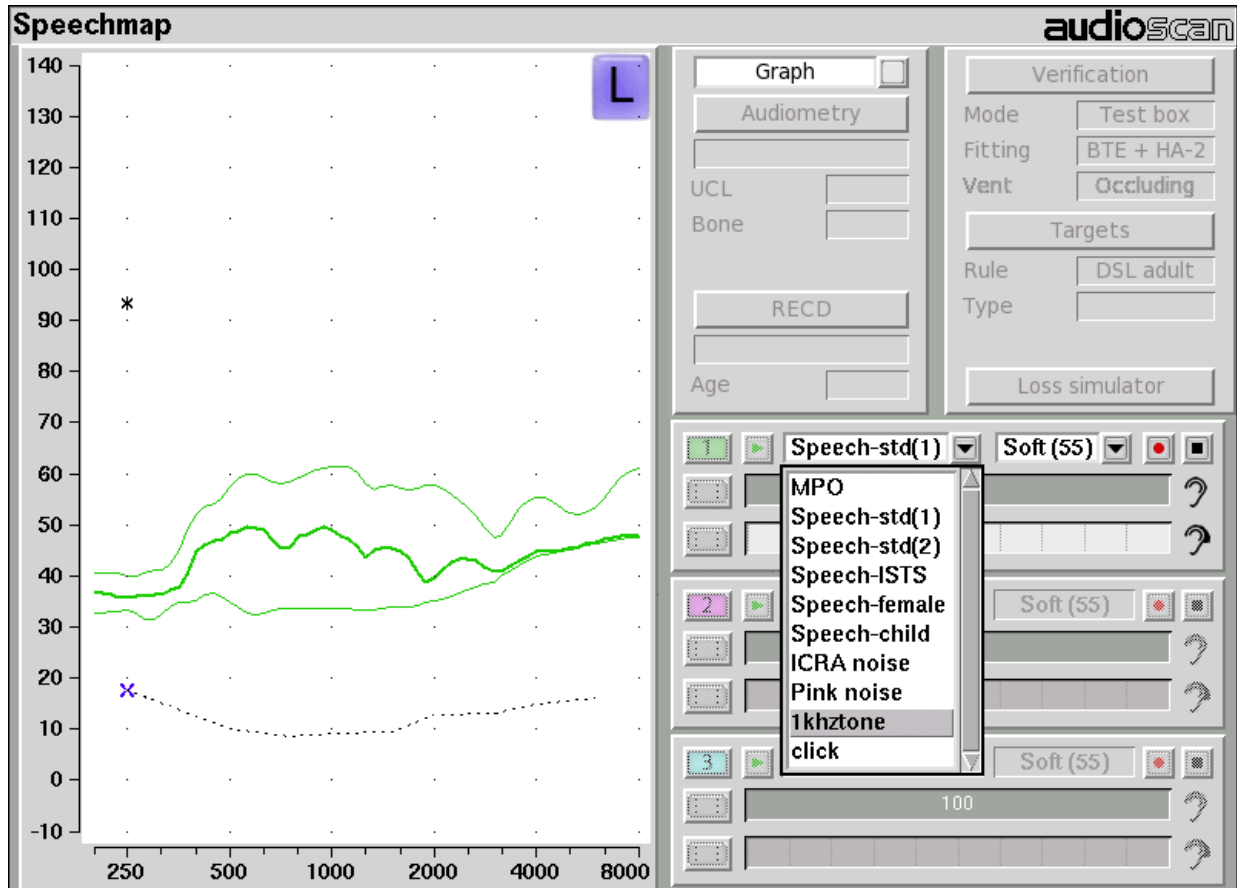 Speechmap
audioscan
140
130
120
110
100
90
80
70
60
50
40
30
20
10
0
-10
250 500 1000 2000 4000 8000
L
Graph
Audiometry
UCL
Bone
RECD
Age
Verification
Mode Test box
Fitting BTE + HA-2
Vent Occluding
Targets
Rule DSL adult
Type
Loss simulator
1 Speech-std(1) Soft (55)
MPO
Speech-std(1)
Speech-std(2)
Speech-ISTS
Speech-female
Speech-child
ICRA noise
Pink noise
1khztone
click
2 Soft (55)
3 Soft (55)
100